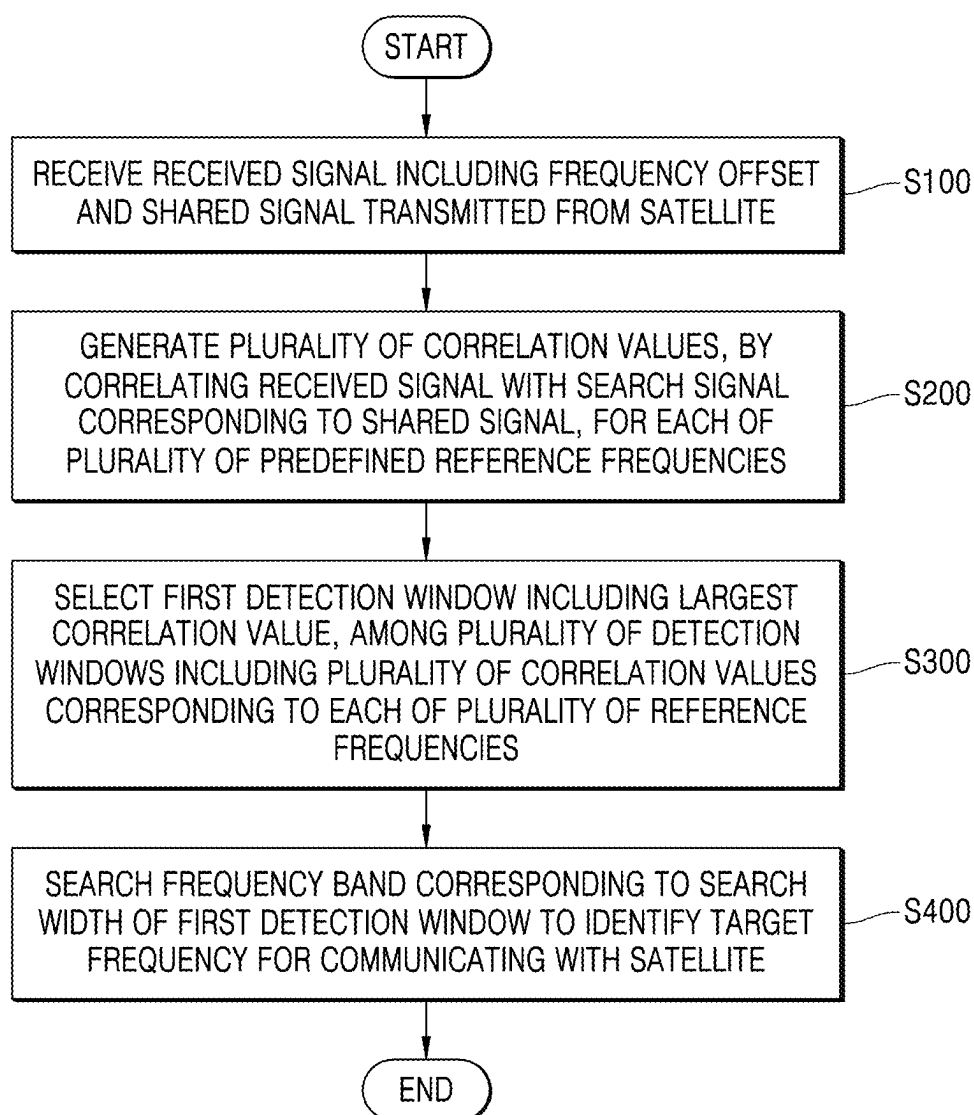 START
RECEIVE RECEIVED SIGNAL INCLUDING FREQUENCY OFFSET
AND SHARED SIGNAL TRANSMITTED FROM SATELLITE
S100
GENERATE PLURALITY OF CORRELATION VALUES, BY
CORRELATING RECEIVED SIGNAL WITH SEARCH SIGNAL
CORRESPONDING TO SHARED SIGNAL, FOR EACH OF
PLURALITY OF PREDEFINED REFERENCE FREQUENCIES
S200
SELECT FIRST DETECTION WINDOW INCLUDING LARGEST
CORRELATION VALUE, AMONG PLURALITY OF DETECTION
WINDOWS INCLUDING PLURALITY OF CORRELATION VALUES
CORRESPONDING TO EACH OF PLURALITY OF REFERENCE
FREQUENCIES
S300
SEARCH FREQUENCY BAND CORRESPONDING TO SEARCH
WIDTH OF FIRST DETECTION WINDOW TO IDENTIFY TARGET
FREQUENCY FOR COMMUNICATING WITH SATELLITE
S400
END